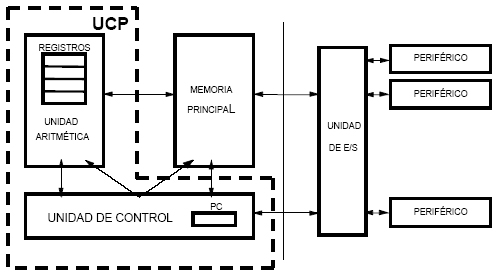 UCP
REGISTROS
UNIDAD
ARITMÉTICA
MEMORIA
PRINCIPAL
UNIDAD DE CONTROL
PC
UNIDAD
DE E/S
PERIFÉRICO
PERIFÉRICO
PERIFÉRICO